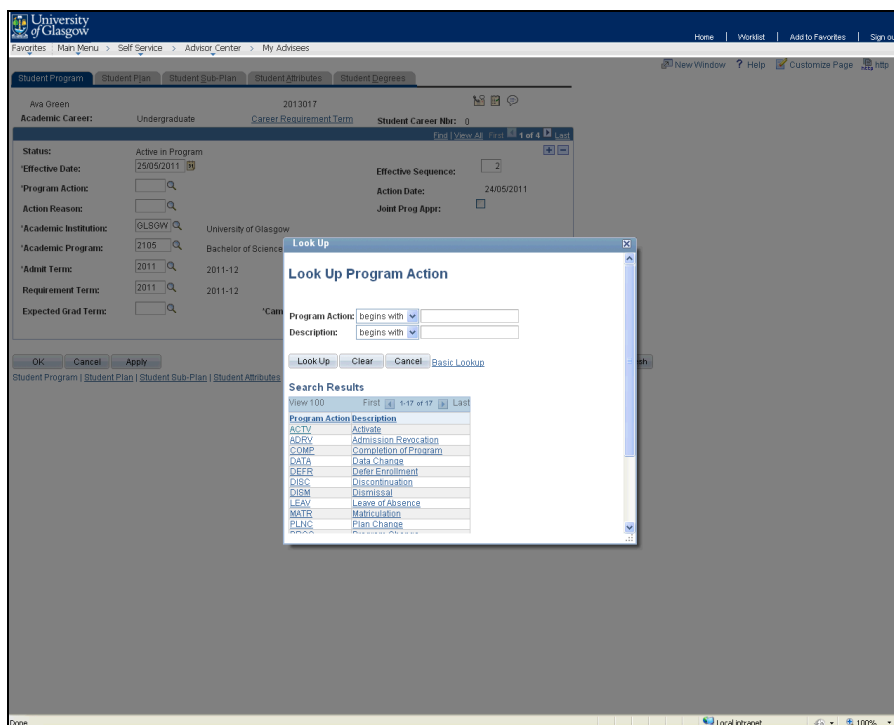 University of Glasgow
Home | Worklist | Add to Favorites | Sign ou
Favorites Main Menu > Self Service > Advisor Center > My Advisees
New Window ? Help Customize Page http
Student Program Student Plan Student Sub-Plan Student Attributes Student Degrees
Ava Green 2013017
Academic Career: Undergraduate Career Requirement Term Student Career Nbr: 0
Find | View All First 1 of 4 Last
Status: Active in Program
*Effective Date: 25/05/2011 Effective Sequence: 2
*Program Action: Action Date: 24/05/2011
Action Reason: Joint Prog Appr:
*Academic Institution: GLSGW University of Glasgow
*Academic Program: 2105 Bachelor of Science
*Admit Term: 2011 2011-12
Requirement Term: 2011 2011-12
Expected Grad Term: *Cam
OK Cancel Apply sh
Student Program | Student Plan | Student Sub-Plan | Student Attributes
Look Up
Look Up Program Action
Program Action: begins with
Description: begins with
Look Up Clear Cancel Basic Lookup
Search Results
View 100 First 1-17 of 17 Last
Program Action Description
ACTV Activate
ADRV Admission Revocation
COMP Completion of Program
DATA Data Change
DEFR Defer Enrollment
DISC Discontinuation
DISM Dismissal
LEAV Leave of Absence
MATR Matriculation
PLNC Plan Change
Done Local intranet 100%